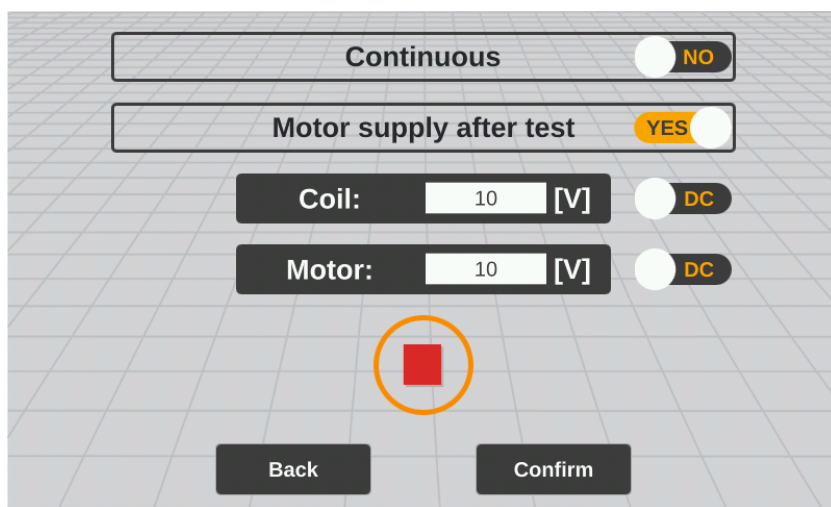 Continuous NO
Motor supply after test YES
Coil: 10 [V] DC
Motor: 10 [V] DC
Back Confirm